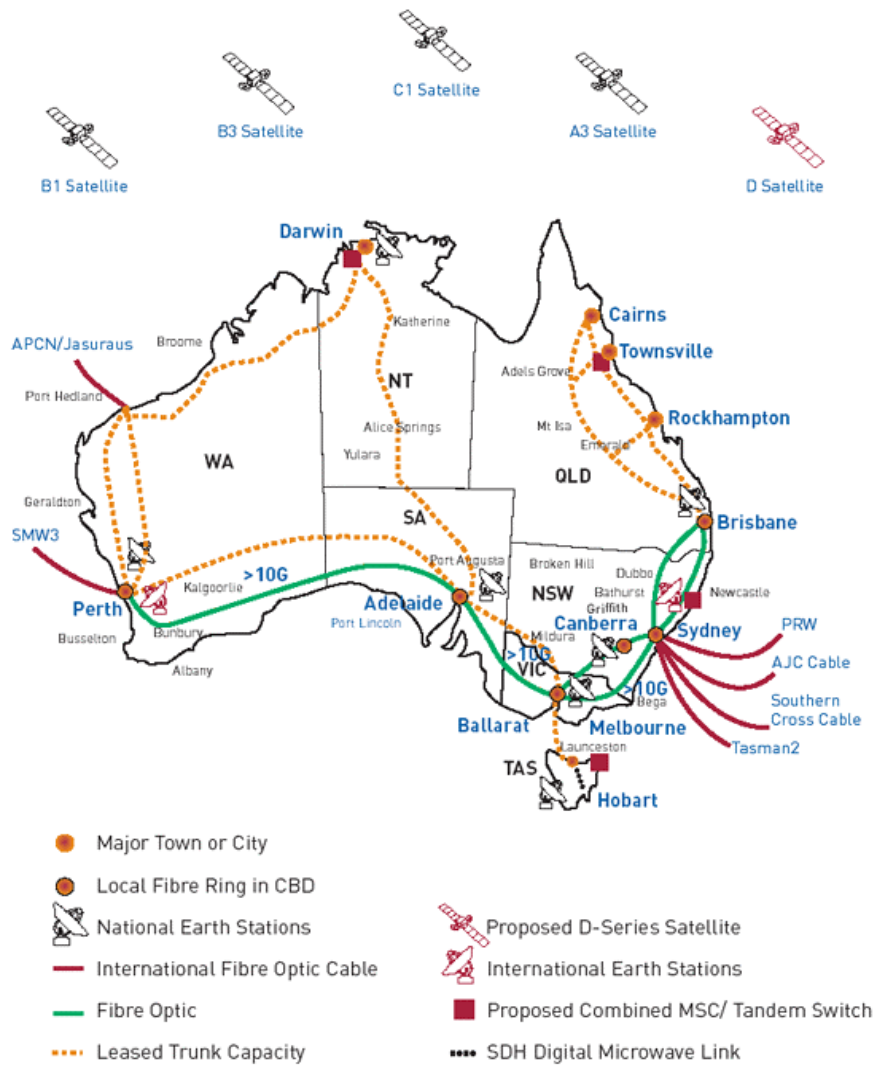 C1 Satellite
B3 Satellite
A3 Satellite
B1 Satellite
D Satellite
Darwin
Katherine
Cairns
Broome
APCN/Jasuraus
Townsville
Adels Grove
NT
Port Hedland
Rockhampton
Mt Isa
Alice Springs
Emerald
Yulara
WA
QLD
Geraldton
SA
Brisbane
SMW3
Port Augusta
Broken Hill
Dubbo
>10G
Kalgoorlie
NSW
Bathurst
Newcastle
Perth
Adelaide
Griffith
Port Lincoln
Canberra
Sydney
PRW
Busselton
Bunbury
Mildura
>10G
VIC
AJC Cable
Albany
>10G
Bega
Southern
Cross Cable
Ballarat
Melbourne
Tasman2
Launceston
TAS
Hobart
Major Town or City
Local Fibre Ring in CBD
National Earth Stations
International Fibre Optic Cable
Fibre Optic
Leased Trunk Capacity
Proposed D-Series Satellite
International Earth Stations
Proposed Combined MSC/ Tandem Switch
SDH Digital Microwave Link